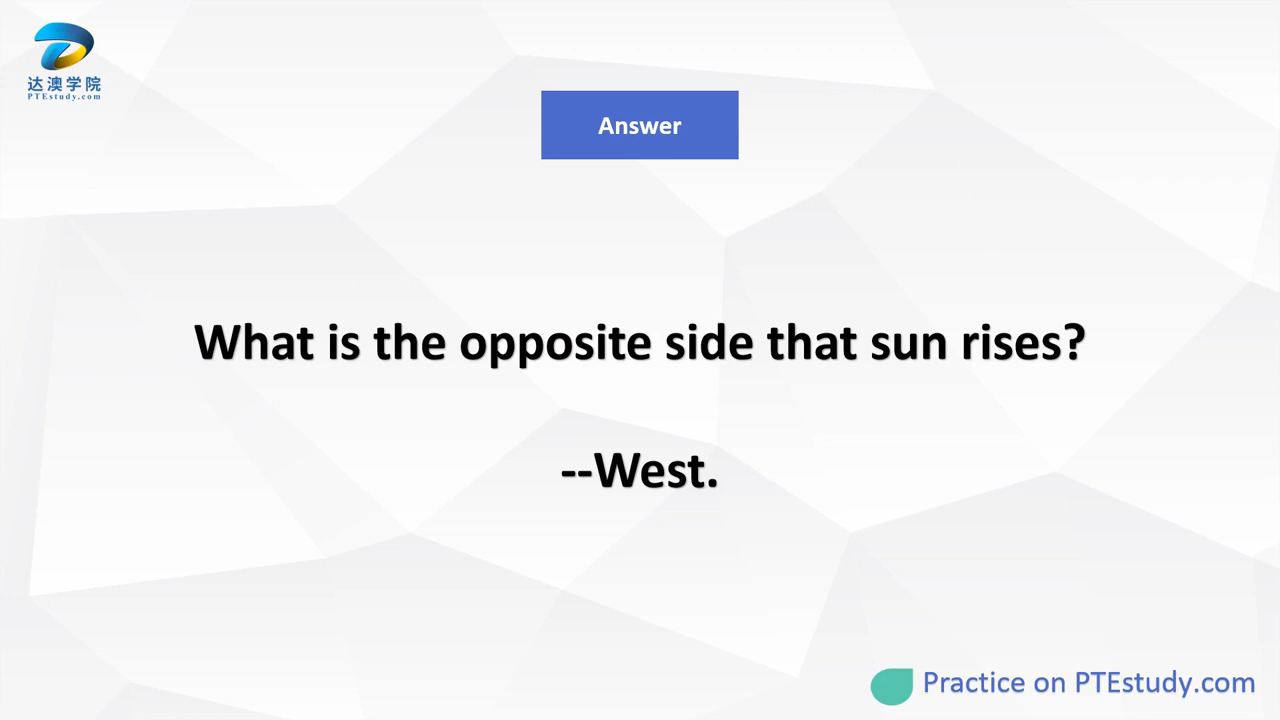 达澳学院
PTEstudy.com
Answer
What is the opposite side that sun rises?
--West.
Practice on PTEstudy.com